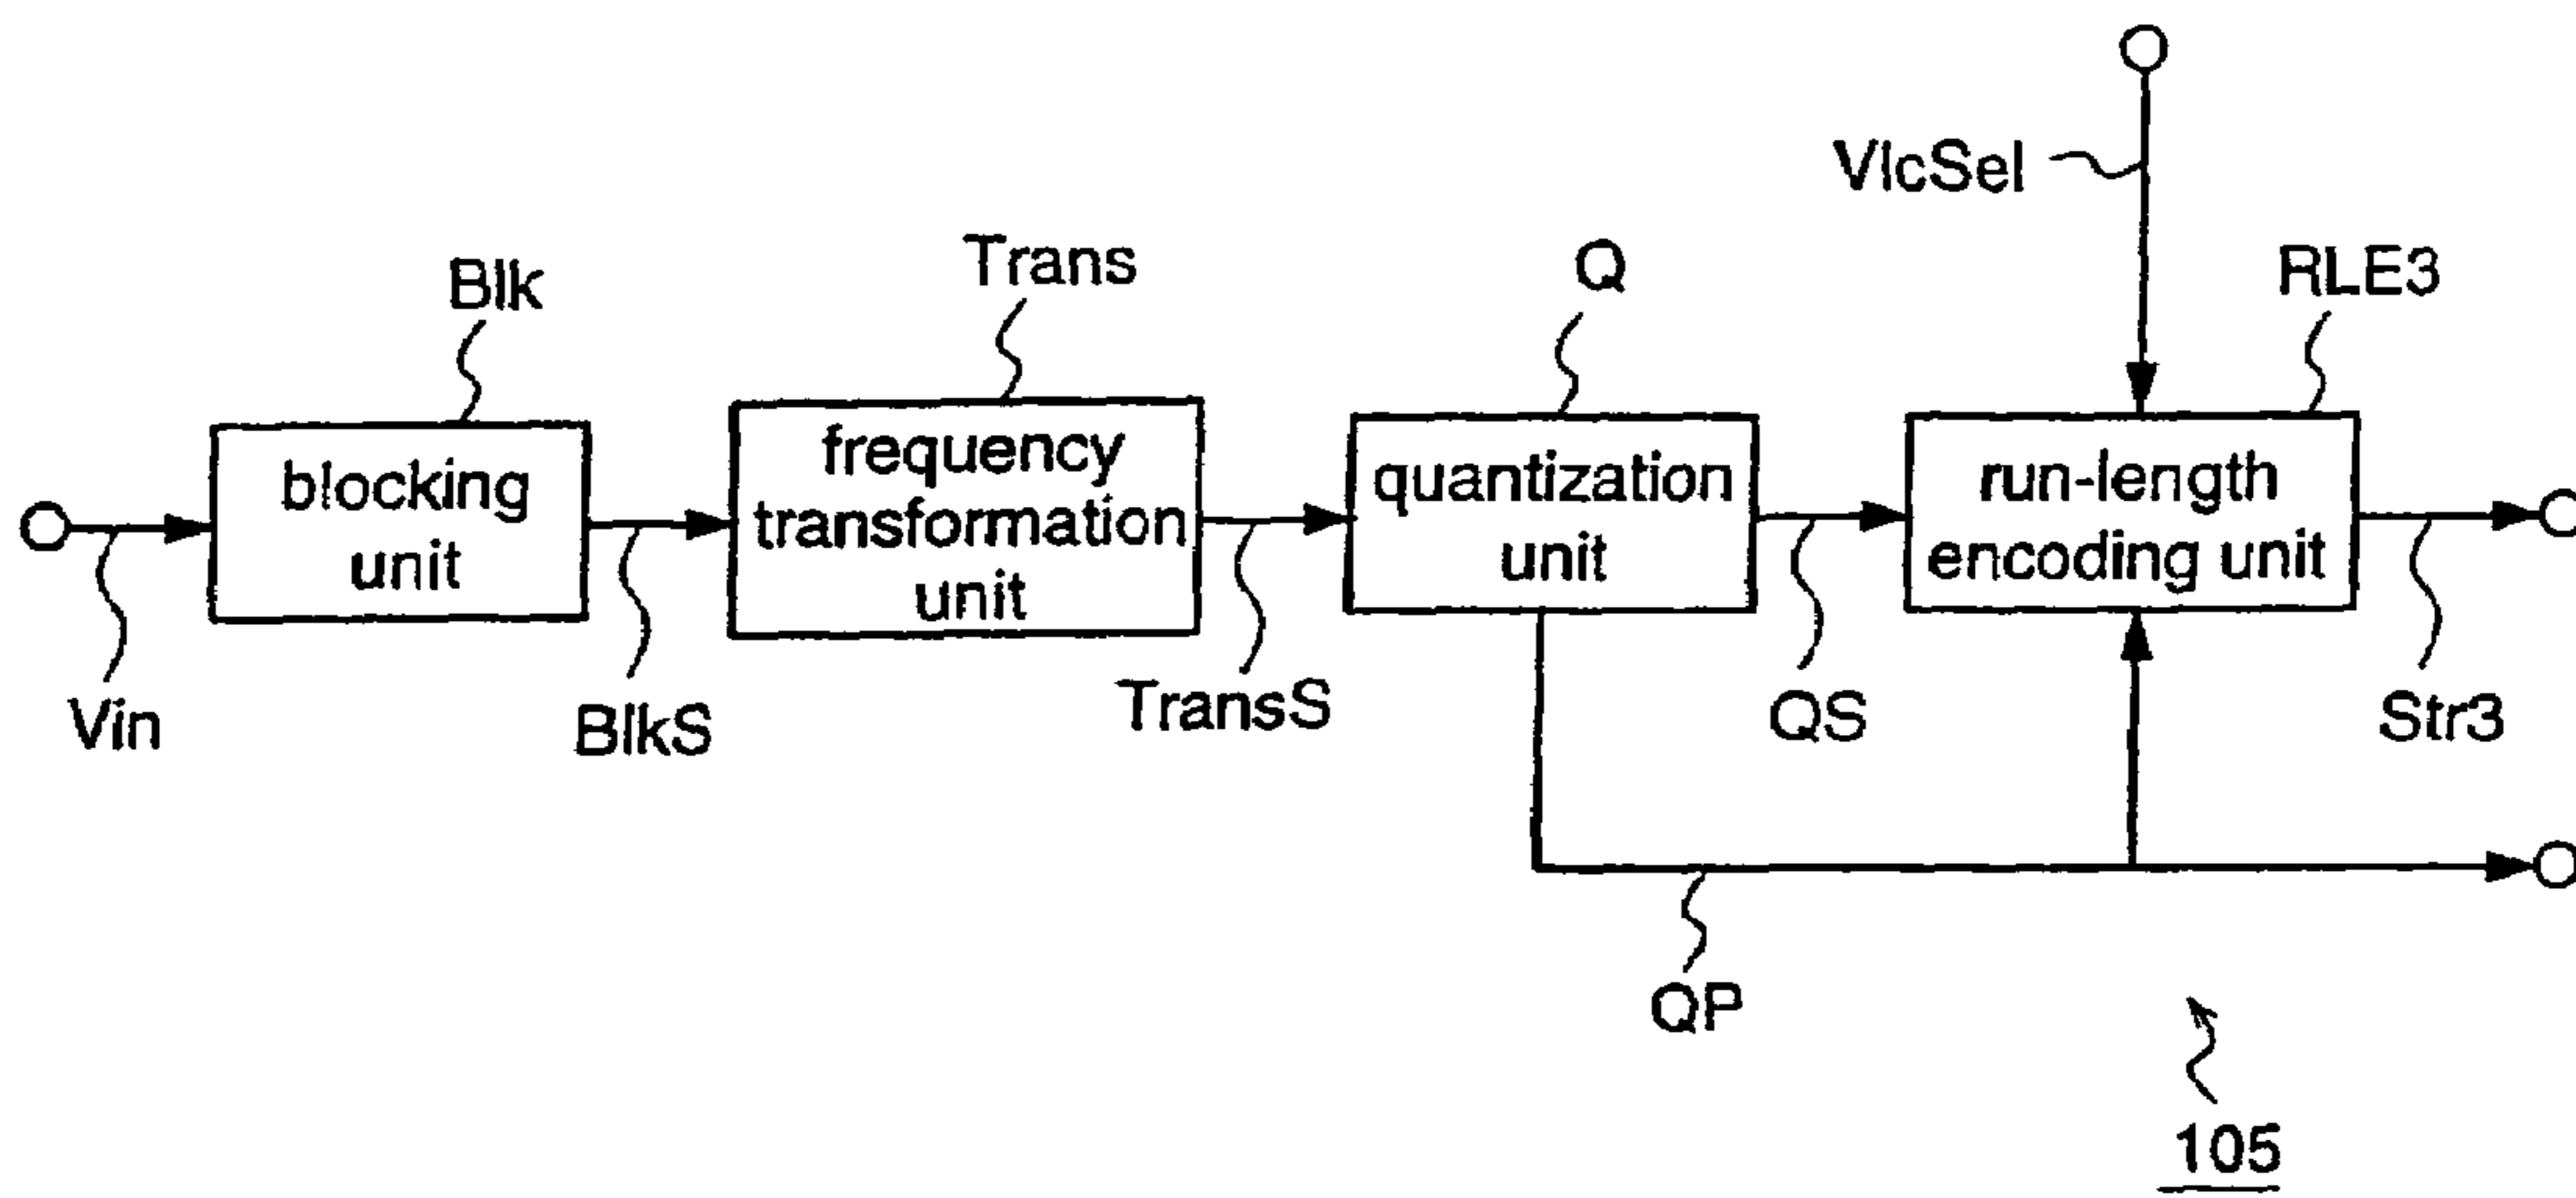 VlcSel
Blk
Trans
Q
RLE3
blocking
unit
frequency
transformation
unit
quantization
unit
run-length
encoding unit
Vin
BlkS
TransS
QS
Str3
QP
105